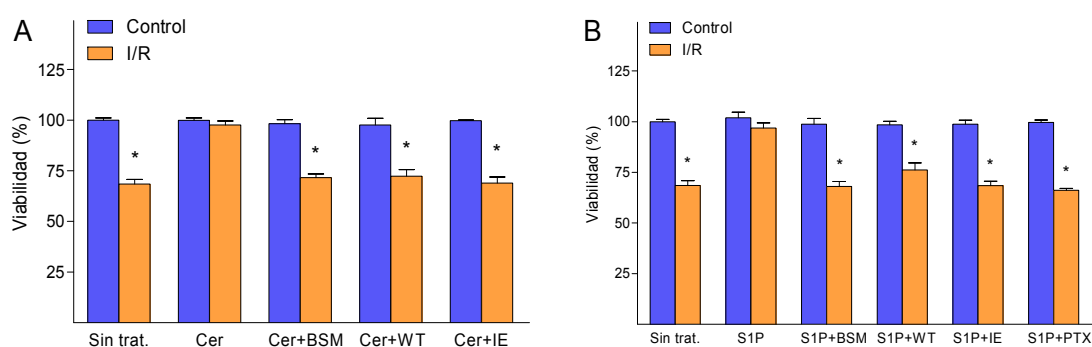 A
Control
I/R
Viabilidad (%)
125
100
75
50
25
* * * *
Sin trat. Cer Cer+BSM Cer+WT Cer+IE
B
Control
I/R
Viabilidad (%)
125
100
75
50
25
* * * * *
Sin trat. S1P S1P+BSM S1P+WT S1P+IE S1P+PTX